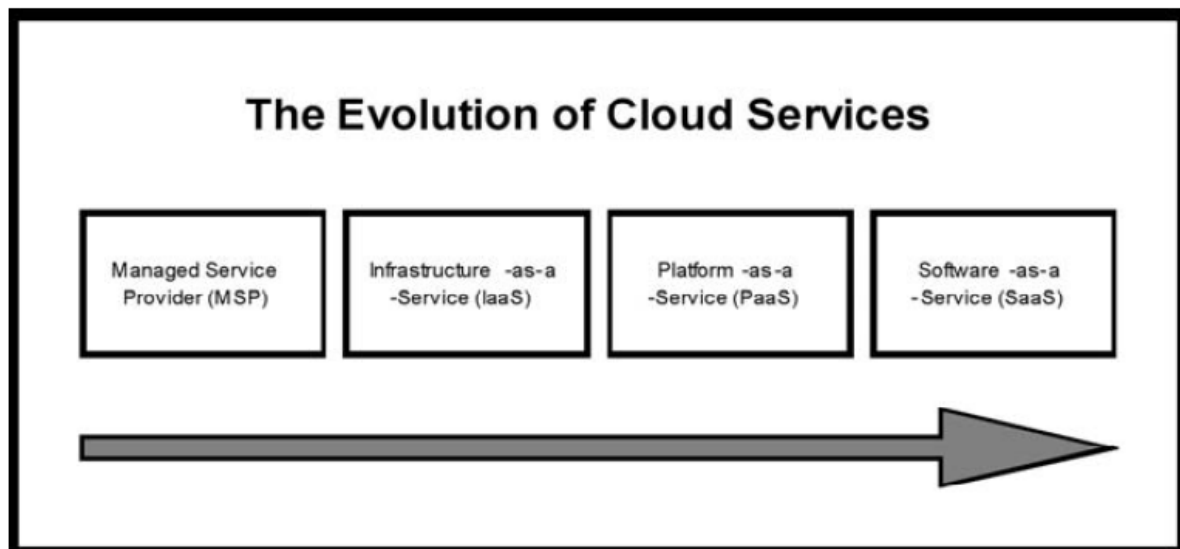 The Evolution of Cloud Services
Managed Service
Provider (MSP)
Infrastructure -as-a
-Service (IaaS)
Platform -as-a
-Service (PaaS)
Software -as-a
-Service (SaaS)